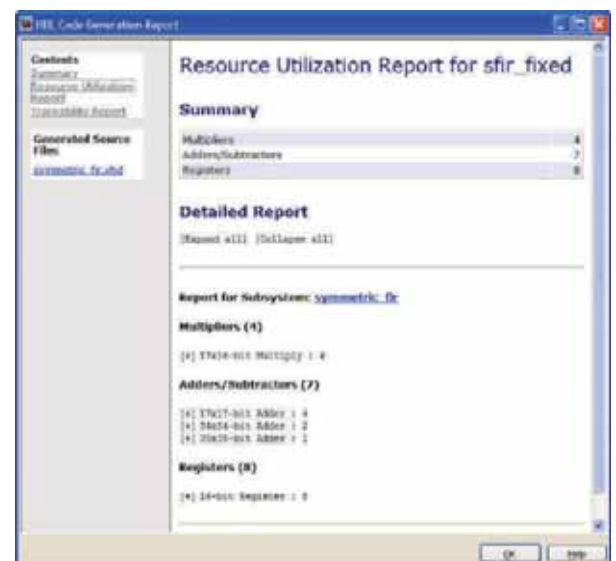 HDL Code Generation Report
Contents
Summary
Resource Utilization Report
Traceability Report
Generated Source Files
symmetric_fir.vhd
Resource Utilization Report for sfir_fixed
Summary
Multipliers 4
Adders/Subtractors 7
Registers 8
Detailed Report
[Expand all] [Collapse all]
Report for Subsystem: symmetric_fir
Multipliers (4)
[+] 17x16-bit Multiply : 4
Adders/Subtractors (7)
[+] 17x17-bit Adder : 4
[+] 34x34-bit Adder : 2
[+] 35x35-bit Adder : 1
Registers (8)
[+] 16-bit Register : 8
OK
Help